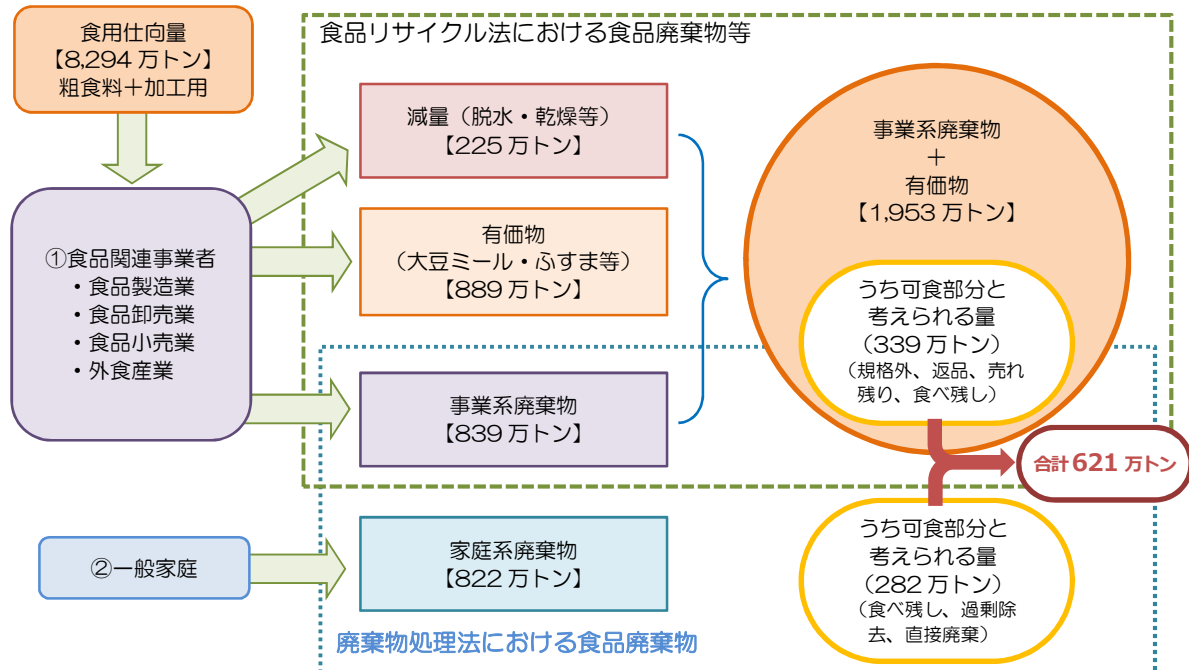 食用仕向量
【8,294 万トン】
粗食料＋加工用
食品リサイクル法における食品廃棄物等
減量（脱水・乾燥等）
【225 万トン】
有価物
（大豆ミール・ふすま等）
【889 万トン】
事業系廃棄物
【839 万トン】
①食品関連事業者
・食品製造業
・食品卸売業
・食品小売業
・外食産業
事業系廃棄物
＋
有価物
【1,953 万トン】
うち可食部分と
考えられる量
（339 万トン）
（規格外、返品、売れ
残り、食べ残し）
合計 621 万トン
②一般家庭
家庭系廃棄物
【822 万トン】
うち可食部分と
考えられる量
（282 万トン）
（食べ残し、過剰除
去、直接廃棄）
廃棄物処理法における食品廃棄物